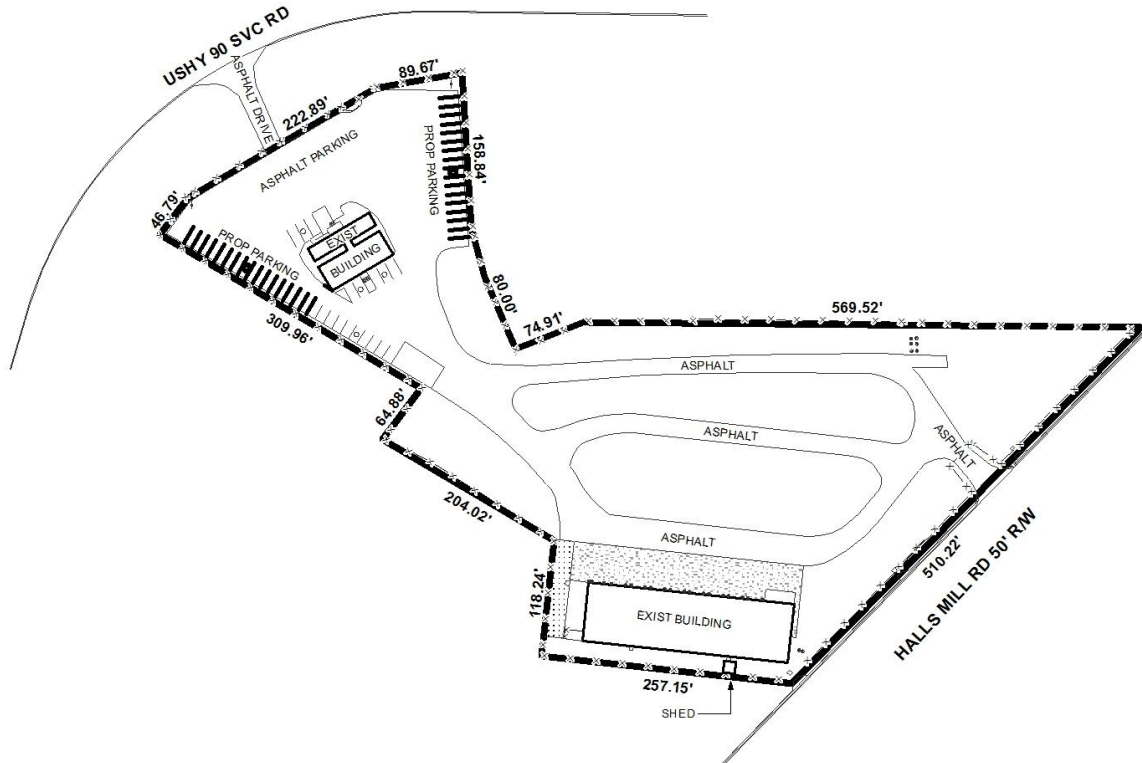 USHY 90 SVC RD
ASPHALT DRIVE
222.89'
89.67'
ASPHALT PARKING
PROP PARKING
158.84'
46.79'
PROP PARKING
EXIST
BUILDING
309.96'
80.00'
74.91'
569.52'
ASPHALT
64.88'
ASPHALT
ASPHALT
204.02'
ASPHALT
510.22'
HALLS MILL RD 50' R/W
118.24'
EXIST BUILDING
257.15'
SHED